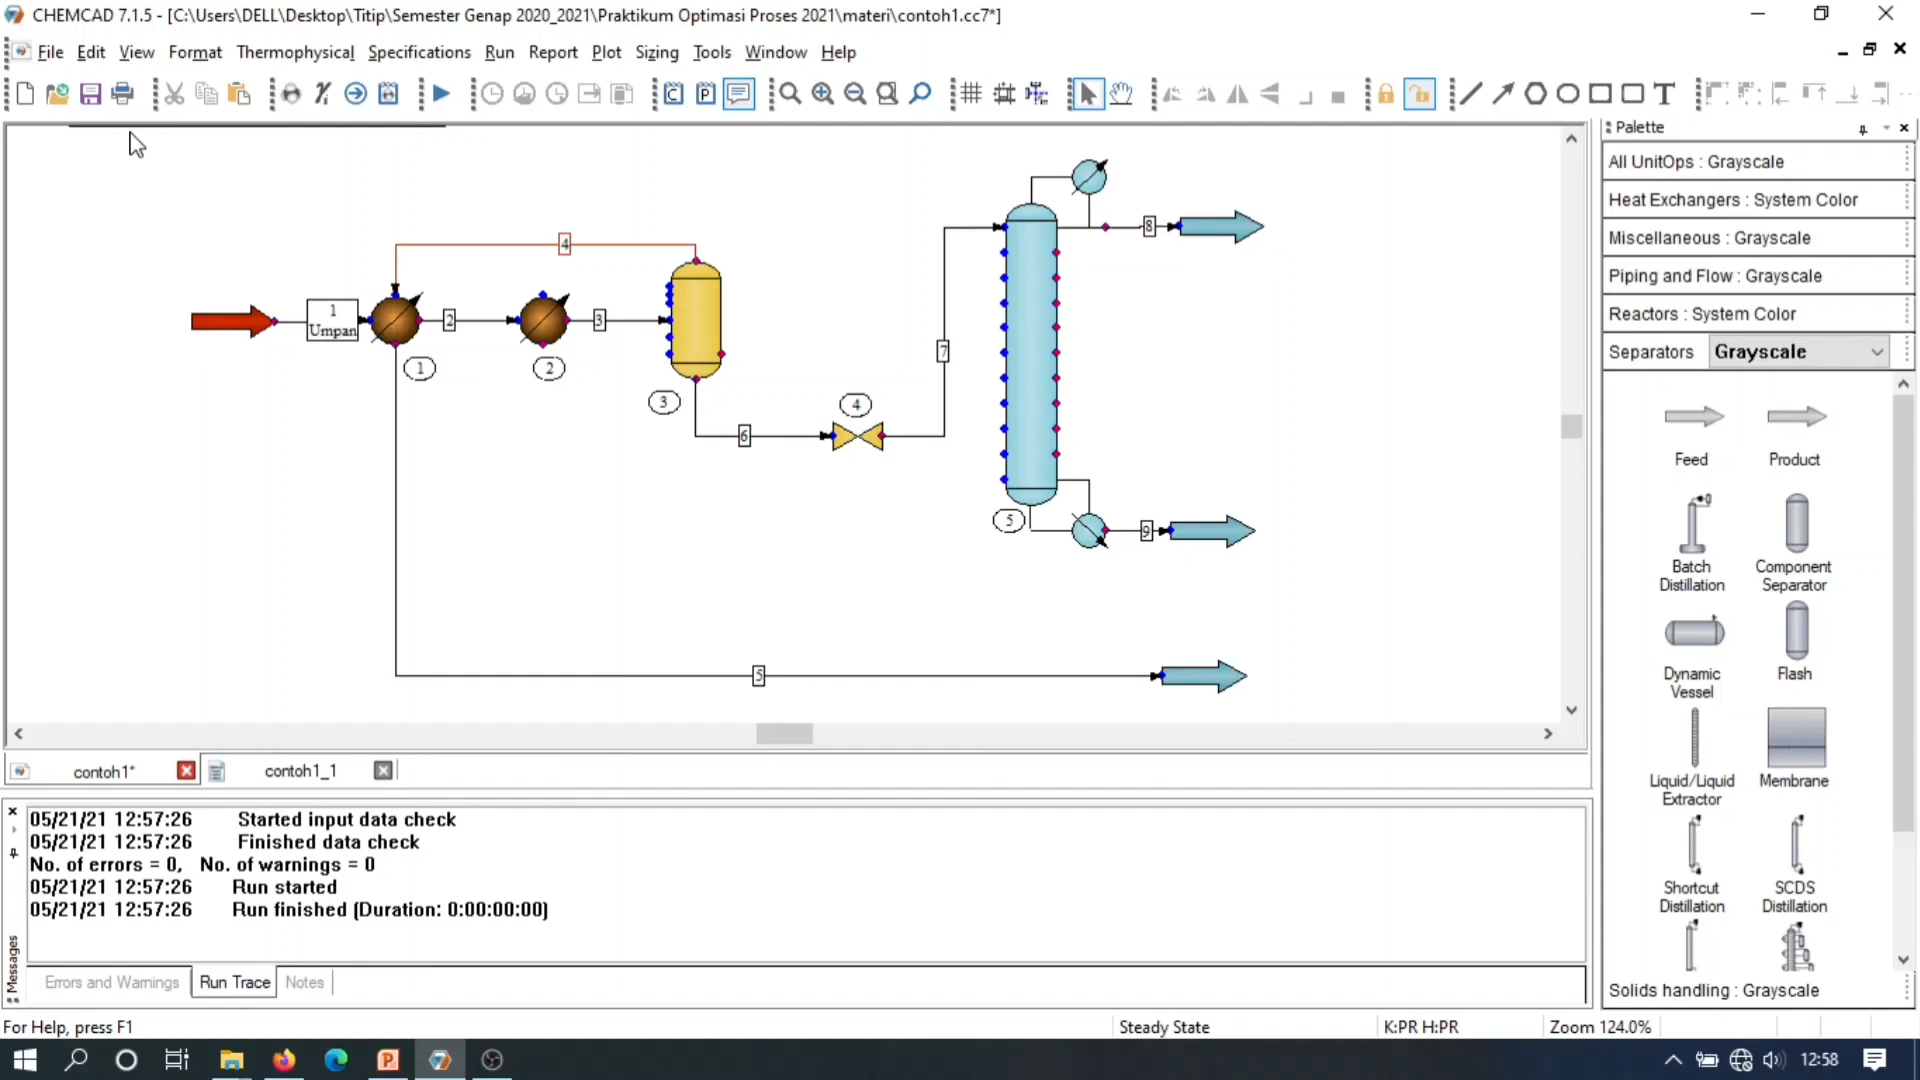 CHEMCAD 7.1.5 - [C:\Users\DELL\Desktop\Titip\Semester Genap 2020_2021\Praktikum Optimasi Proses 2021\materi\contoh1.cc7*]
File Edit View Format Thermophysical Specifications Run Report Plot Sizing Tools Window Help
Palette
All UnitOps : Grayscale
Heat Exchangers : System Color
Miscellaneous : Grayscale
Piping and Flow : Grayscale
Reactors : System Color
Separators Grayscale
Feed Product
Batch Distillation
Component Separator
Dynamic Vessel
Flash
Liquid/Liquid Extractor
Membrane
Shortcut Distillation
SCDS Distillation
Solids handling : Grayscale
1
Umpan
1
2
2
3
3
4
6
4
7
5
8
9
5
contoh1* contoh1_1
Messages
05/21/21 12:57:26 Started input data check
05/21/21 12:57:26 Finished data check
No. of errors = 0, No. of warnings = 0
05/21/21 12:57:26 Run started
05/21/21 12:57:26 Run finished (Duration: 0:00:00:00)
Errors and Warnings Run Trace Notes
For Help, press F1 Steady State K:PR H:PR Zoom 124.0%
12:58